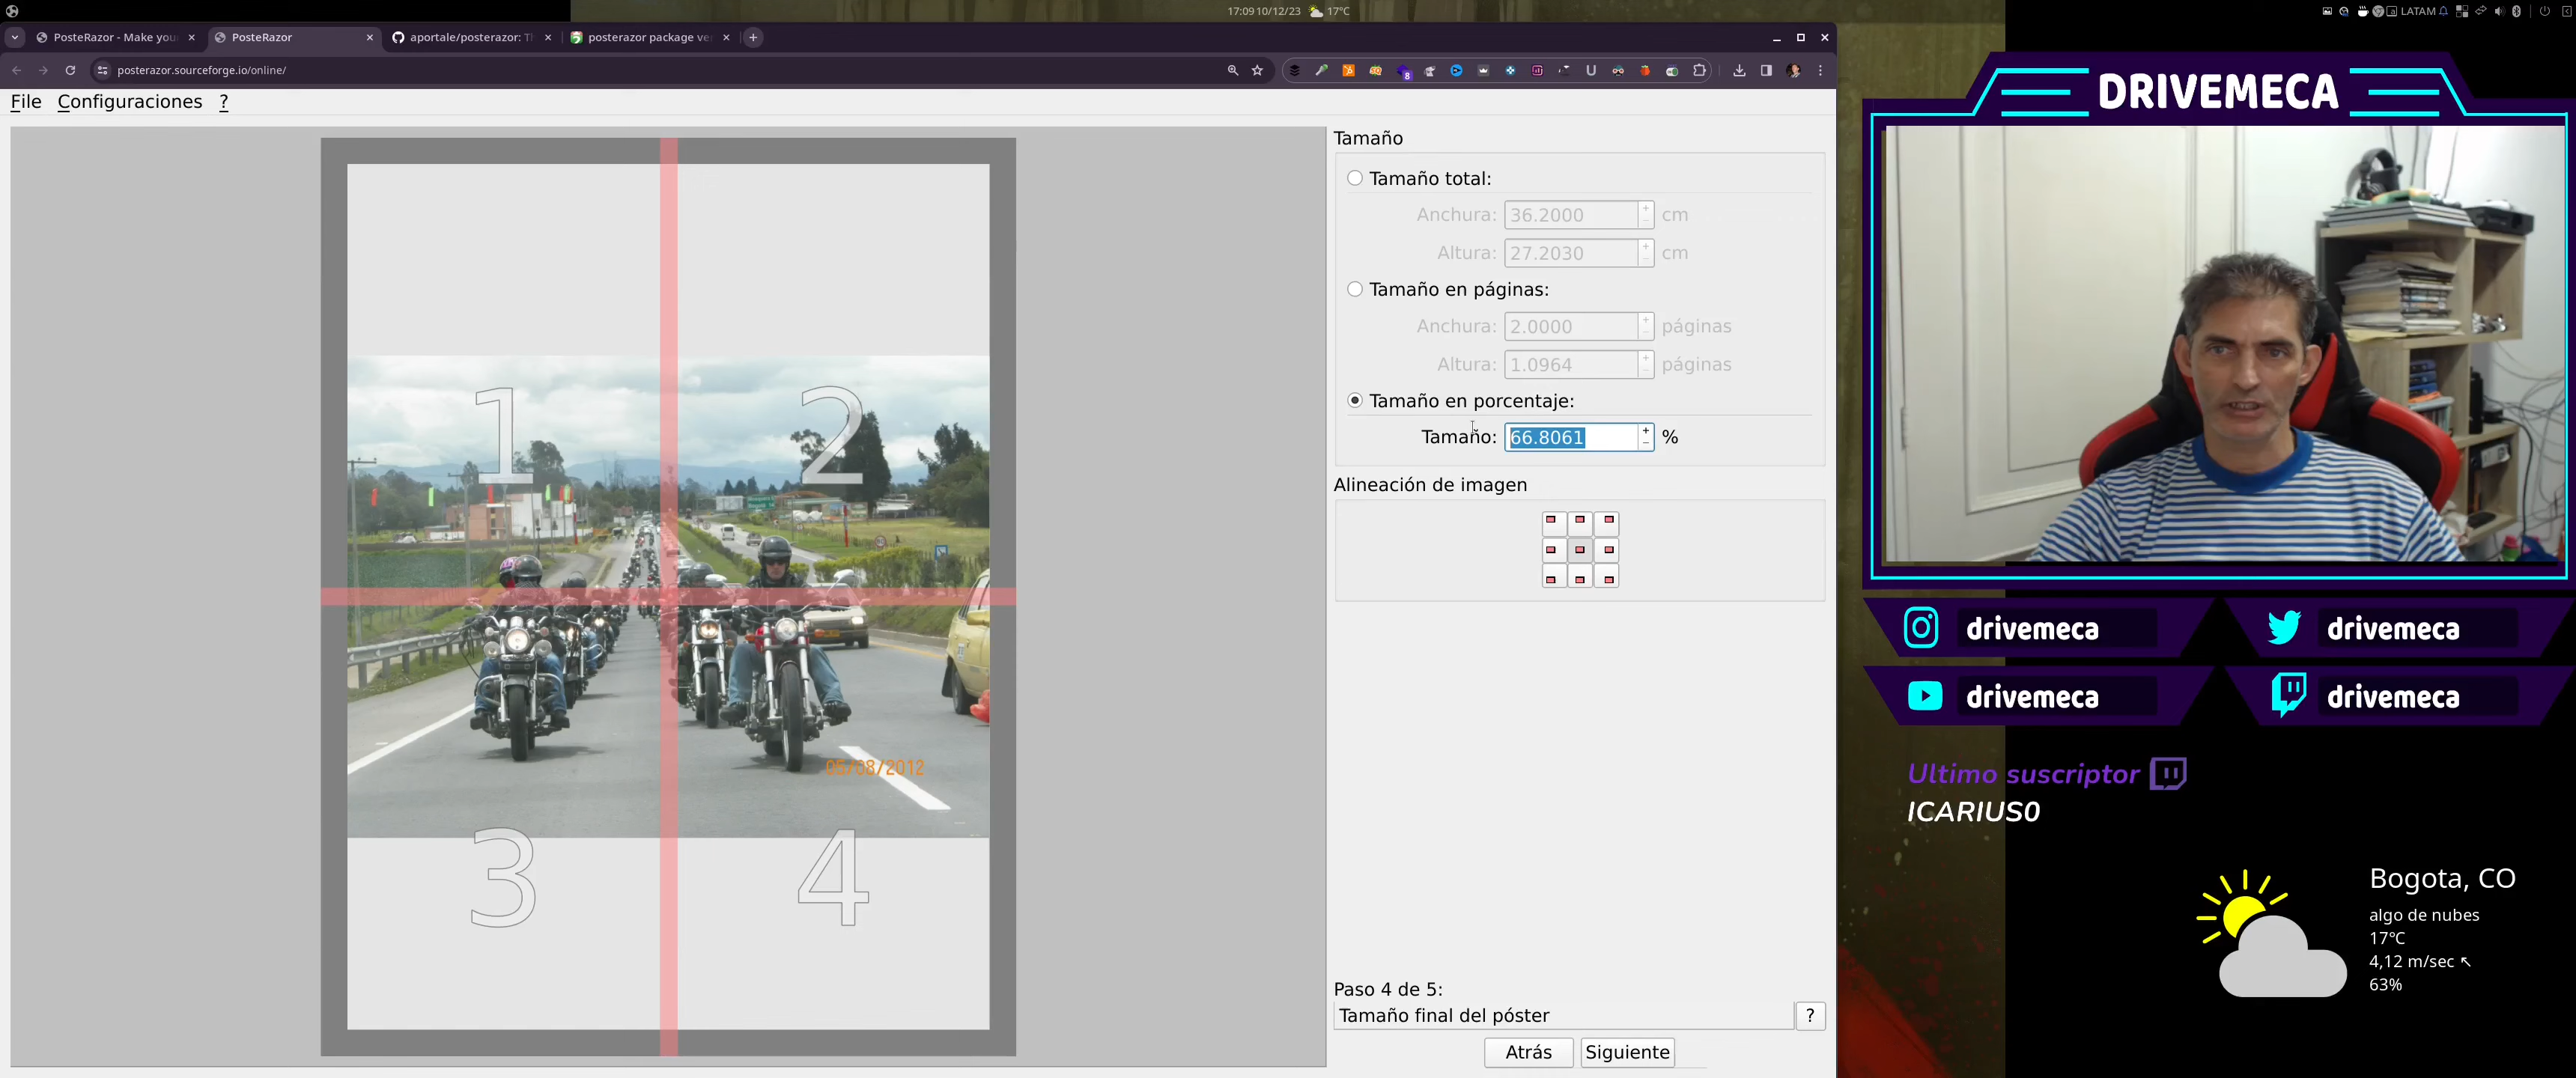 17:09 10/12/23 17°C
LATAM
PosteRazor - Make you
PosteRazor
aportale/posterazor: T
posterazor package ve
posterazor.sourceforge.io/online/
8
File Configuraciones ?
Tamaño
Tamaño total:
Anchura: 36.2000 cm
Altura: 27.2030 cm
Tamaño en páginas:
Anchura: 2.0000 páginas
Altura: 1.0964 páginas
Tamaño en porcentaje:
Tamaño: 66.8061 %
Alineación de imagen
1 2
05/08/2012
3 4
Paso 4 de 5:
Tamaño final del póster ?
Atrás Siguiente
DRIVEMECA
drivemeca drivemeca
drivemeca drivemeca
Ultimo suscriptor
ICARIUS0
Bogota, CO
algo de nubes
17°C
4,12 m/sec ↖
63%